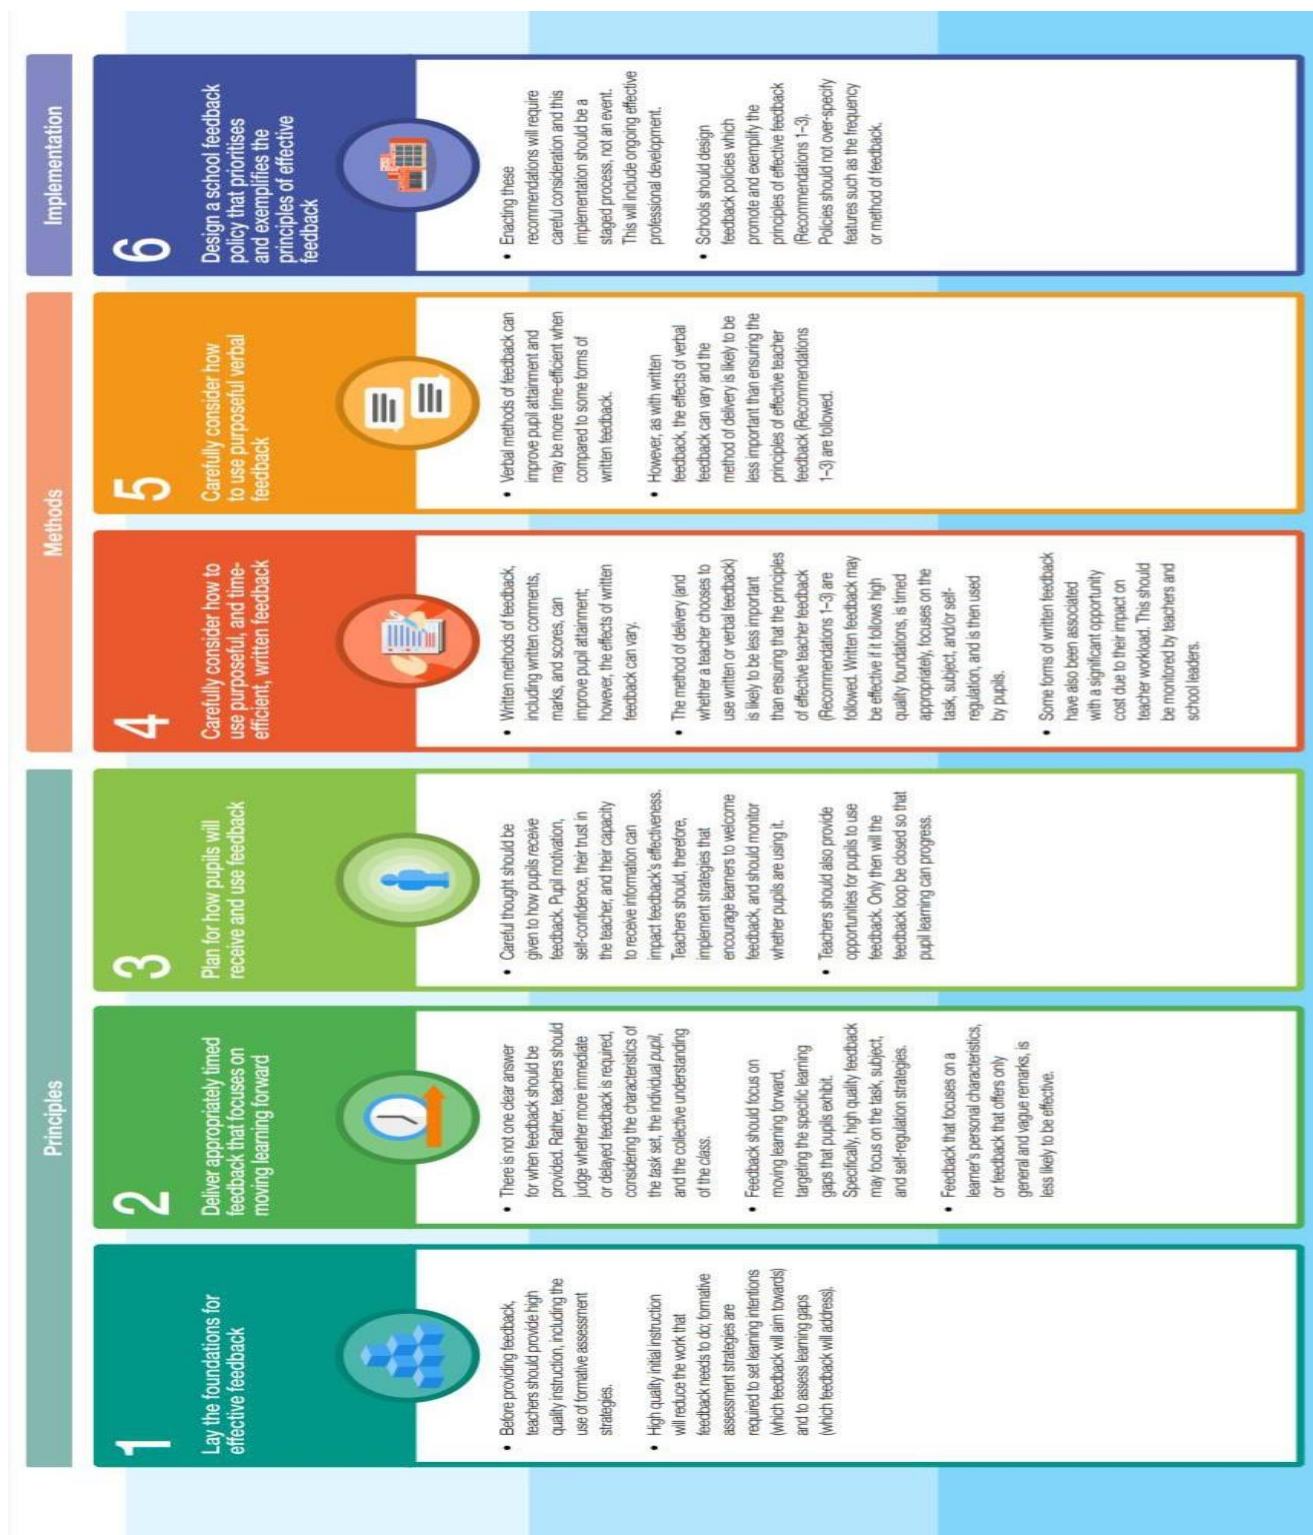 Principles
Methods
Implementation
1
Lay the foundations for
effective feedback
• Before providing feedback,
teachers should provide high
quality instruction, including the
use of formative assessment
strategies.
• High quality initial instruction
will reduce the work that
feedback needs to do; formative
assessment strategies are
required to set learning intentions
(which feedback will aim towards)
and to assess learning gaps
(which feedback will address).
2
Deliver appropriately timed
feedback that focuses on
moving learning forward
• There is not one clear answer
for when feedback should be
provided. Rather, teachers should
judge whether more immediate
or delayed feedback is required,
considering the characteristics of
the task set, the individual pupil,
and the collective understanding
of the class.
• Feedback should focus on
moving learning forward,
targeting the specific learning
gaps that pupils exhibit.
Specifically, high quality feedback
may focus on the task, subject,
and self-regulation strategies.
• Feedback that focuses on a
learner's personal characteristics,
or feedback that offers only
general and vague remarks, is
less likely to be effective.
3
Plan for how pupils will
receive and use feedback
• Careful thought should be
given to how pupils receive
feedback. Pupil motivation,
self-confidence, their trust in
the teacher, and their capacity
to receive information can
impact feedback's effectiveness.
Teachers should, therefore,
implement strategies that
encourage learners to welcome
feedback, and should monitor
whether pupils are using it.
• Teachers should also provide
opportunities for pupils to use
feedback. Only then will the
feedback loop be closed so that
pupil learning can progress.
4
Carefully consider how to
use purposeful, and time-
efficient, written feedback
• Written methods of feedback,
including written comments,
marks, and scores, can
improve pupil attainment;
however, the effects of written
feedback can vary.
• The method of delivery (and
whether a teacher chooses to
use written or verbal feedback)
is likely to be less important
than ensuring that the principles
of effective teacher feedback
(Recommendations 1–3) are
followed. Written feedback may
be effective if it follows high
quality foundations, is timed
appropriately, focuses on the
task, subject, and/or self-
regulation, and is then used
by pupils.
• Some forms of written feedback
have also been associated
with a significant opportunity
cost due to their impact on
teacher workload. This should
be monitored by teachers and
school leaders.
5
Carefully consider how
to use purposeful verbal
feedback
• Verbal methods of feedback can
improve pupil attainment and
may be more time-efficient when
compared to some forms of
written feedback.
• However, as with written
feedback, the effects of verbal
feedback can vary and the
method of delivery is likely to be
less important than ensuring the
principles of effective teacher
feedback (Recommendations
1–3) are followed.
6
Design a school feedback
policy that prioritises
and exemplifies the
principles of effective
feedback
• Enacting these
recommendations will require
careful consideration and this
implementation should be a
staged process, not an event.
This will include ongoing effective
professional development.
• Schools should design
feedback policies which
promote and exemplify the
principles of effective feedback
(Recommendations 1–3).
Policies should not over-specify
features such as the frequency
or method of feedback.